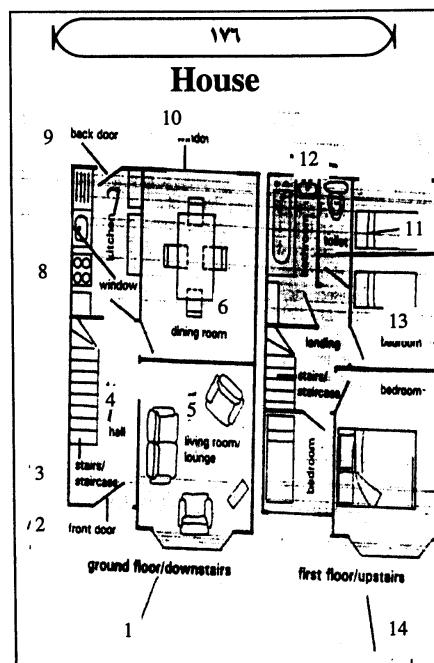 ١٧٦
House
10
9 back door
12
kitchen
toilet
11
8
window
6
dining room
landing
13
bedroom
stairs/
staircase
bedroom
4
hall
5
living room/
lounge
bedroom
3
stairs/
staircase
2
front door
ground floor/downstairs
first floor/upstairs
1
14